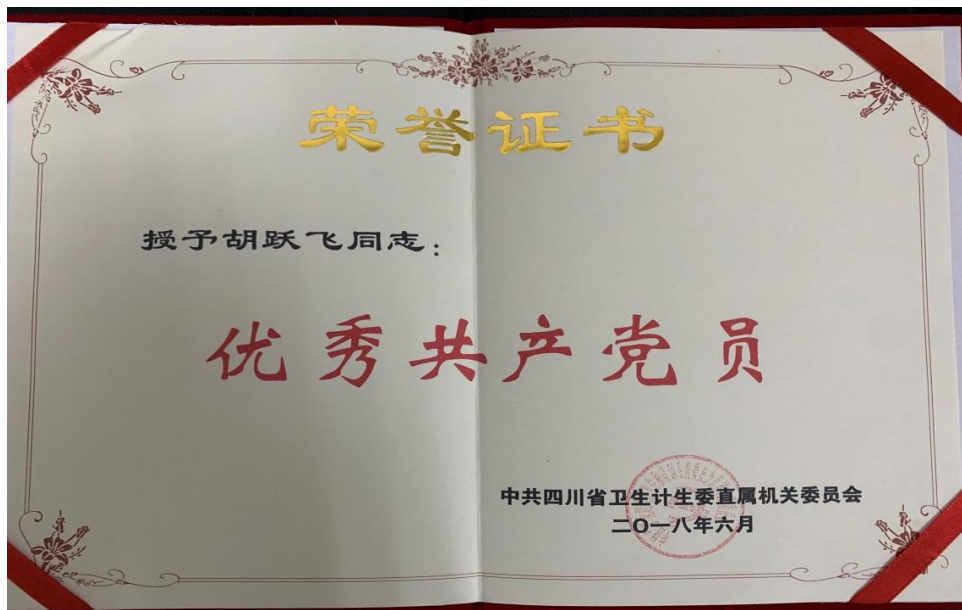 荣誉证书
授予胡跃飞同志：
优秀共产党员
中共四川省卫生计生委直属机关委员会
二〇一八年六月